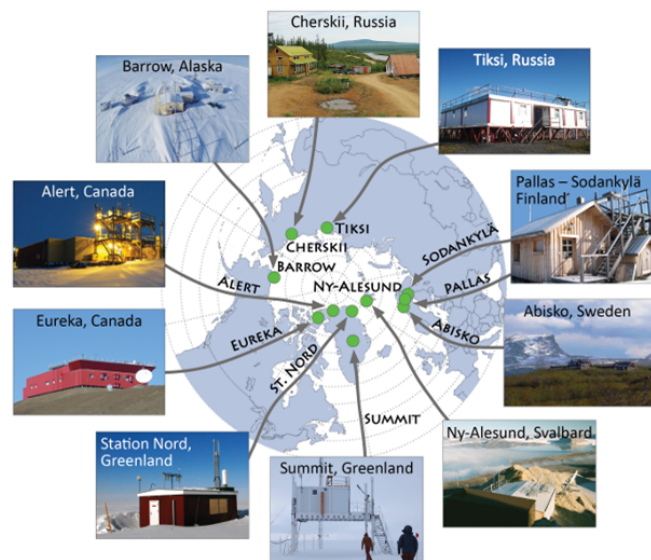 Cherskii, Russia
Barrow, Alaska
Tiksi, Russia
Alert, Canada
Pallas – Sodankylä
Finland
TIKSI
CHERSKII
BARROW
SODANKYLÄ
ALERT
NY-ALESUND
PALLAS
Eureka, Canada
EUREKA
ABISKO
Abisko, Sweden
ST. NORD
SUMMIT
Station Nord,
Greenland
Summit, Greenland
Ny-Alesund, Svalbard